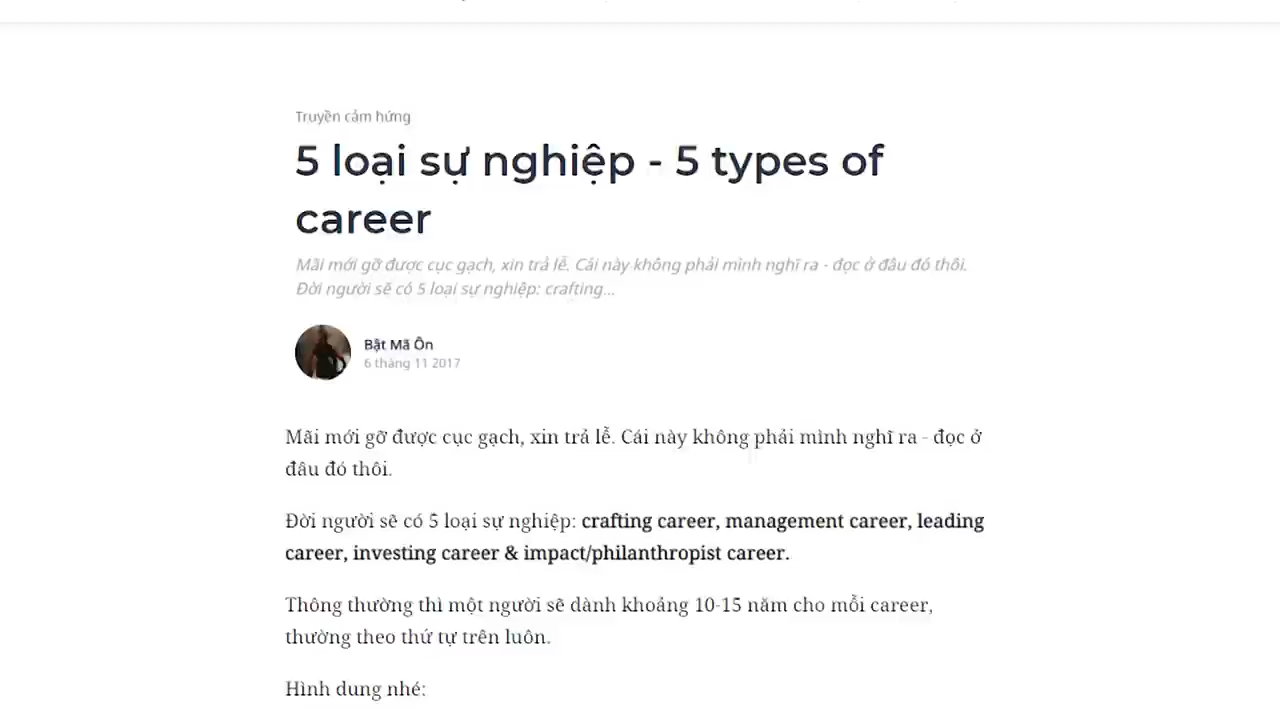 Truyền cảm hứng
5 loại sự nghiệp - 5 types of
career
Mãi mới gỡ được cục gạch, xin trả lễ. Cái này không phải mình nghĩ ra - đọc ở đâu đó thôi.
Đời người sẽ có 5 loại sự nghiệp: crafting...
Bật Mã Ôn
6 tháng 11 2017
Mãi mới gỡ được cục gạch, xin trả lễ. Cái này không phải mình nghĩ ra - đọc ở
đâu đó thôi.
Đời người sẽ có 5 loại sự nghiệp: crafting career, management career, leading
career, investing career & impact/philanthropist career.
Thông thường thì một người sẽ dành khoảng 10-15 năm cho mỗi career,
thường theo thứ tự trên luôn.
Hình dung nhé: